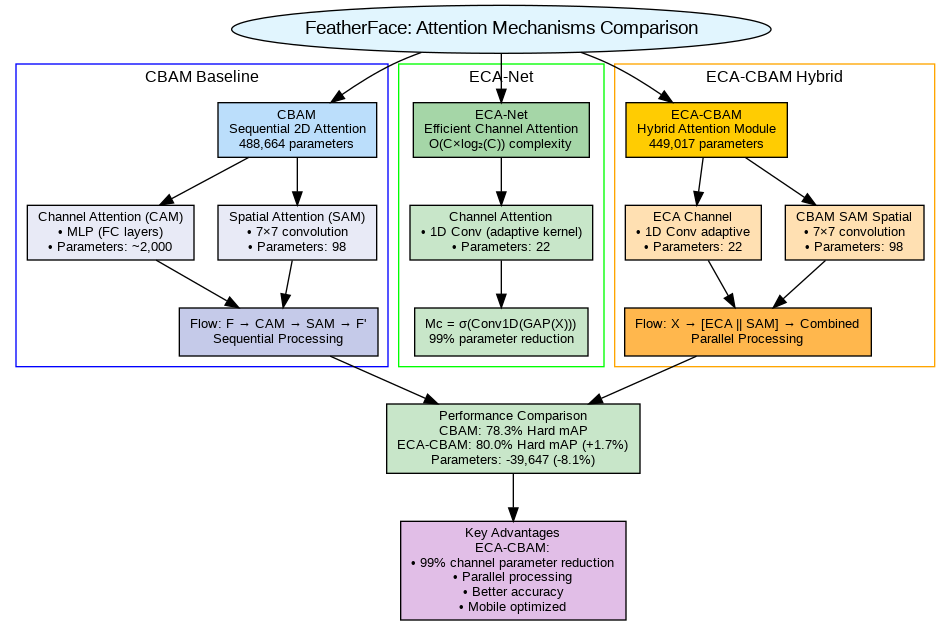 FeatherFace: Attention Mechanisms Comparison
CBAM Baseline
CBAM
Sequential 2D Attention
488,664 parameters
Channel Attention (CAM)
• MLP (FC layers)
• Parameters: ~2,000
Spatial Attention (SAM)
• 7×7 convolution
• Parameters: 98
Flow: F → CAM → SAM → F'
Sequential Processing
ECA-Net
ECA-Net
Efficient Channel Attention
O(C×log₂(C)) complexity
Channel Attention
• 1D Conv (adaptive kernel)
• Parameters: 22
Mc = σ(Conv1D(GAP(X)))
99% parameter reduction
ECA-CBAM Hybrid
ECA-CBAM
Hybrid Attention Module
449,017 parameters
ECA Channel
• 1D Conv adaptive
• Parameters: 22
CBAM SAM Spatial
• 7×7 convolution
• Parameters: 98
Flow: X → [ECA || SAM] → Combined
Parallel Processing
Performance Comparison
CBAM: 78.3% Hard mAP
ECA-CBAM: 80.0% Hard mAP (+1.7%)
Parameters: -39,647 (-8.1%)
Key Advantages
ECA-CBAM:
• 99% channel parameter reduction
• Parallel processing
• Better accuracy
• Mobile optimized